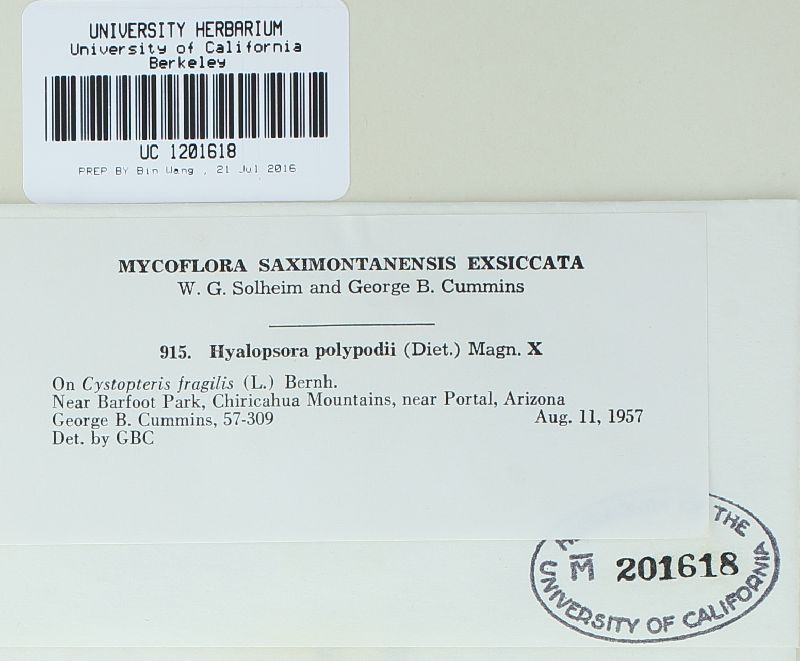 UNIVERSITY HERBARIUM
University of California
Berkeley
UC 1201618
PREP BY Bin Wang , 21 Jul 2016
MYCOFLORA SAXIMONTANENSIS EXSICCATA
W. G. Solheim and George B. Cummins
915. Hyalopsora polypodii (Diet.) Magn. X
On Cystopteris fragilis (L.) Bernh.
Near Barfoot Park, Chiricahua Mountains, near Portal, Arizona
George B. Cummins, 57-309 Aug. 11, 1957
Det. by GBC
THE
M 201618
UNIVERSITY OF CALIFORNIA